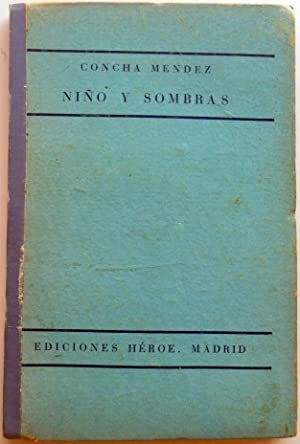 CONCHA MENDEZ
NIÑO Y SOMBRAS
EDICIONES HÉROE. MADRID